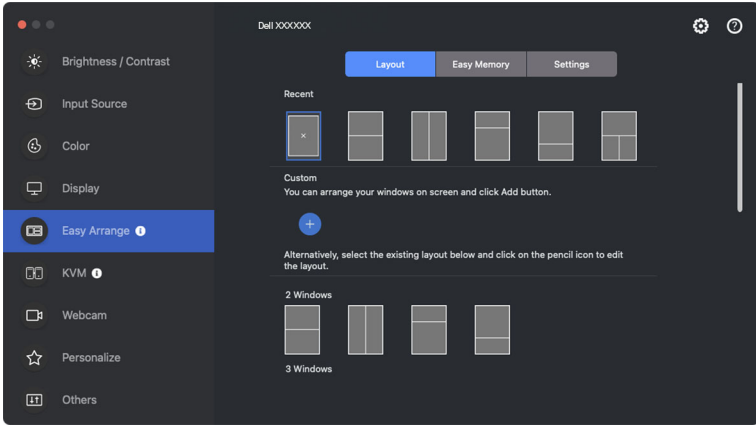 Dell XXXXXX
Brightness / Contrast
Input Source
Color
Display
Easy Arrange
KVM
Webcam
Personalize
Others
Layout
Easy Memory
Settings
Recent
Custom
You can arrange your windows on screen and click Add button.
Alternatively, select the existing layout below and click on the pencil icon to edit
the layout.
2 Windows
3 Windows